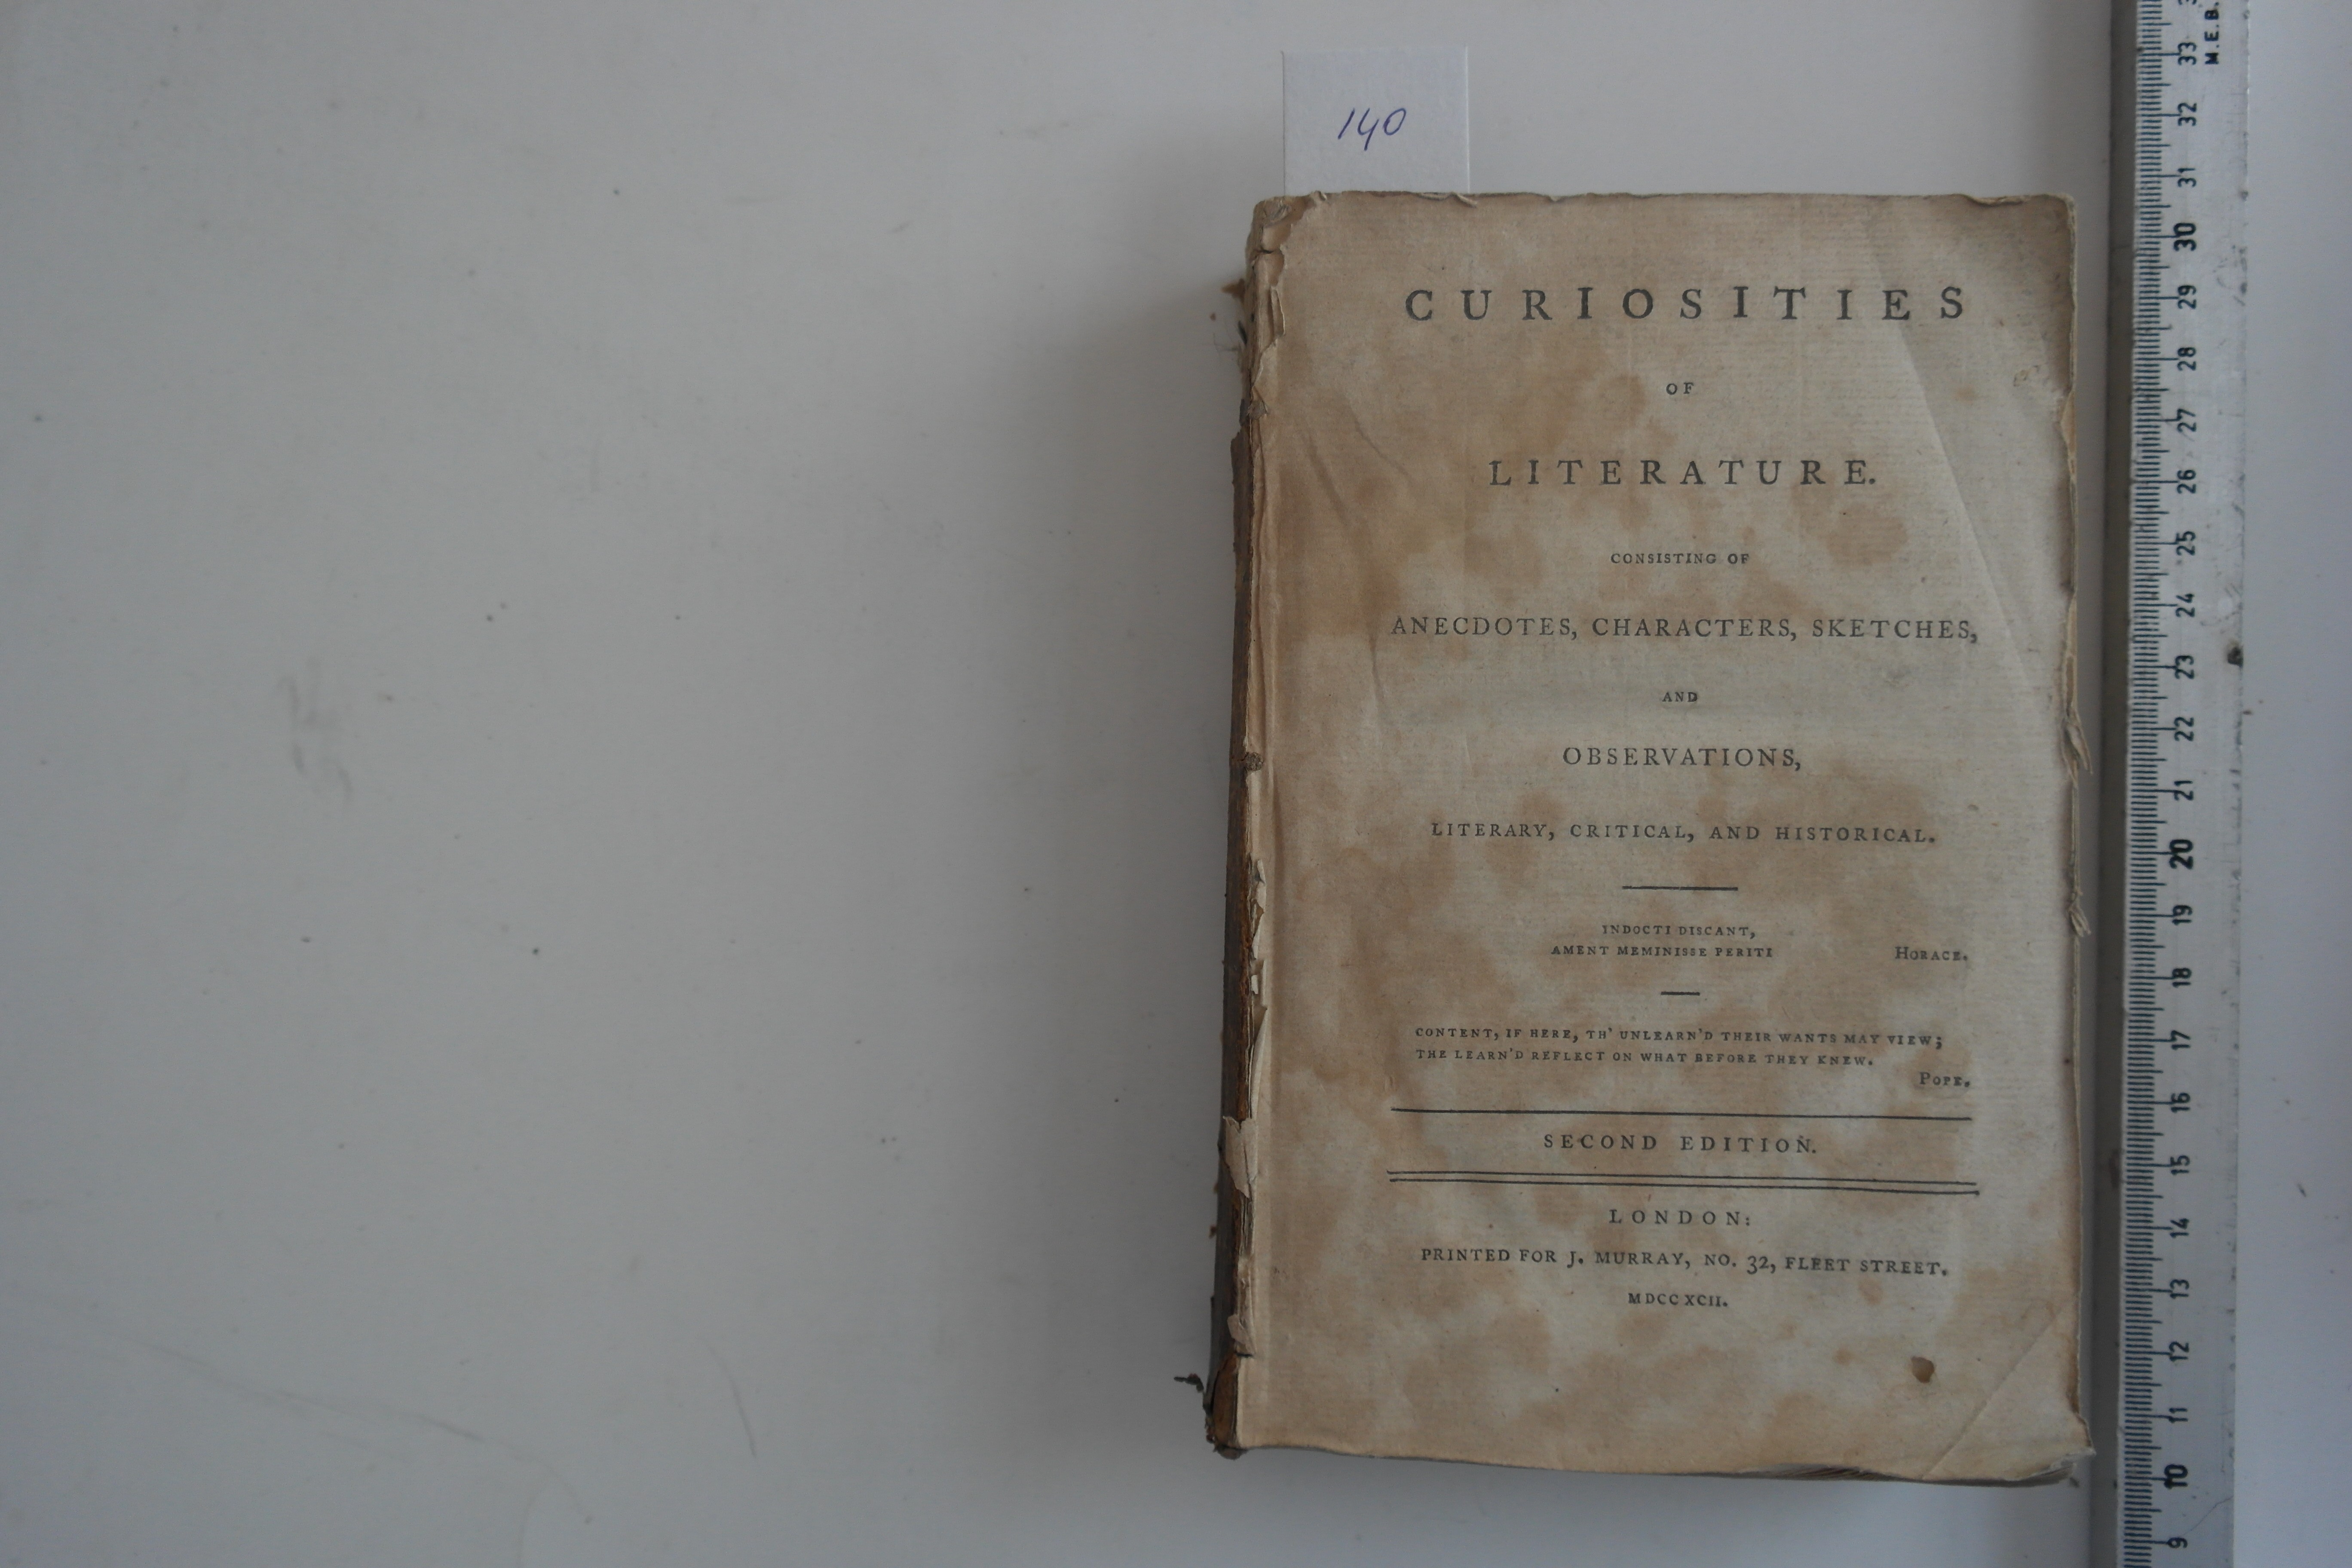 140
CURIOSITIES
OF
LITERATURE.
CONSISTING OF
ANECDOTES, CHARACTERS, SKETCHES,
AND
OBSERVATIONS,
LITERARY, CRITICAL, AND HISTORICAL.
INDOCTI DISCANT,
AMENT MEMINISSE PERITI HORACE.
CONTENT, IF HERE, TH' UNLEARN'D THEIR WANTS MAY VIEW;
THE LEARN'D REFLECT ON WHAT BEFORE THEY KNEW.
POPE.
SECOND EDITION.
LONDON:
PRINTED FOR J. MURRAY, NO. 32, FLEET STREET.
MDCCXCII.
M.E.B.
33
32
31
30
29
28
27
26
25
24
23
22
21
20
19
18
17
16
15
14
13
12
11
10
9